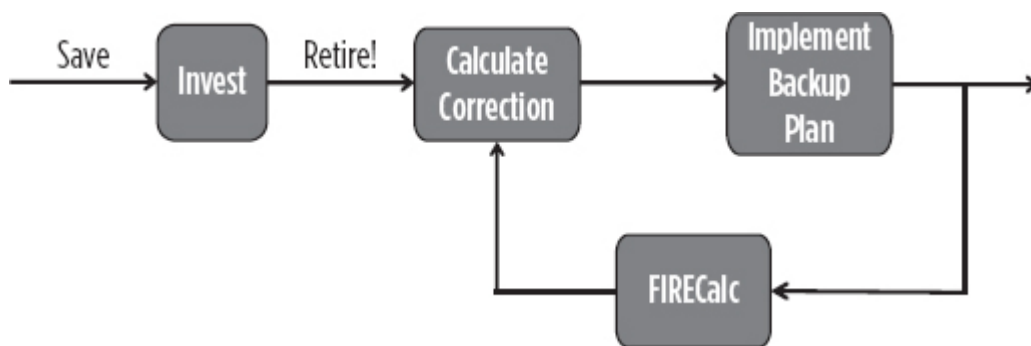 Save
Invest
Retire!
Calculate
Correction
Implement
Backup
Plan
FIRECalc